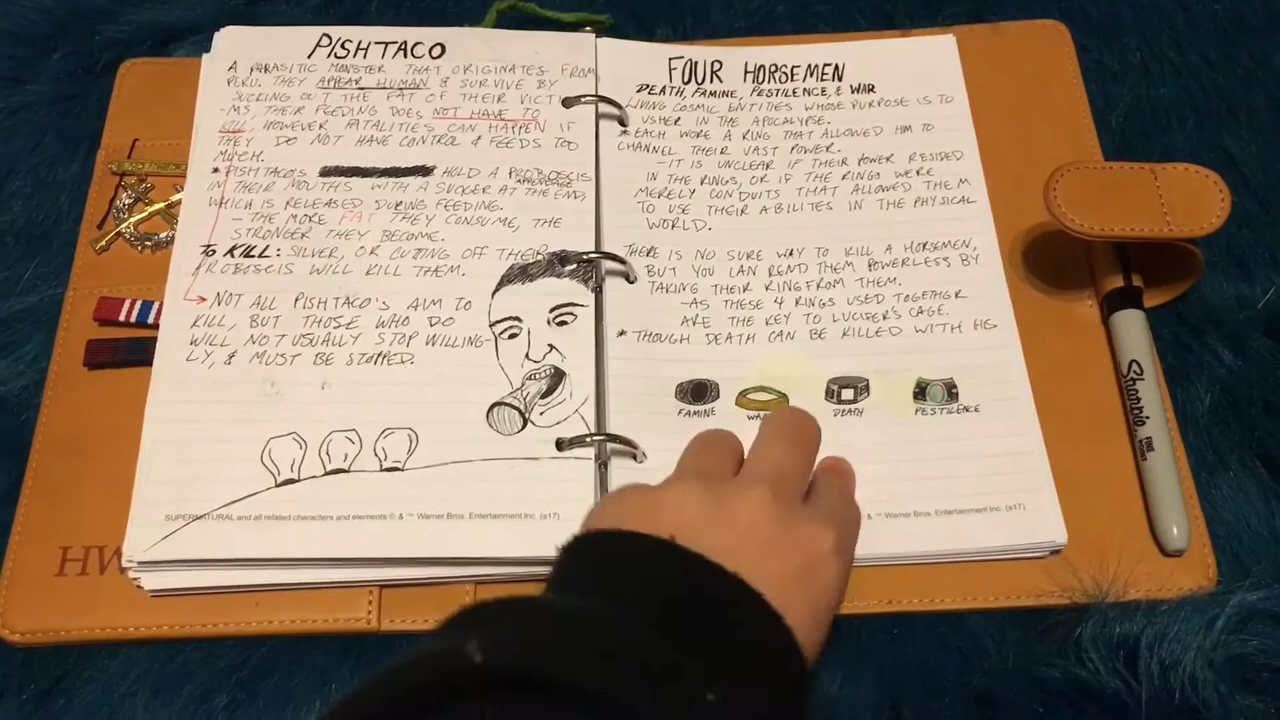 PISHTACO
A PARASITIC MONSTER THAT ORIGINATES FROM
PERU. THEY APPEAR HUMAN & SURVIVE BY
SUCKING OUT THE FAT OF THEIR VICTI
-MS, THEIR FEEDING DOES NOT HAVE TO
KILL, HOWEVER FATALITIES CAN HAPPEN IF
THEY DO NOT HAVE CONTROL & FEEDS TOO
MUCH.
* PISHTACO'S HOLD A PROBOSCIS
APPENDAGE
IN THEIR MOUTHS WITH A SUCKER AT THE END,
WHICH IS RELEASED DURING FEEDING.
- THE MORE FAT THEY CONSUME, THE
STRONGER THEY BECOME.
TO KILL: SILVER, OR CUTTING OFF THEIR
PROBOSCIS WILL KILL THEM.
NOT ALL PISHTACO'S AIM TO
KILL, BUT THOSE WHO DO
WILL NOT USUALLY STOP WILLING-
LY, & MUST BE STOPPED.
SUPERNATURAL and all related characters and elements © & ™ Warner Bros. Entertainment Inc. (s17)
HW
FOUR HORSEMEN
DEATH, FAMINE, PESTILENCE, & WAR
LIVING COSMIC ENTITIES WHOSE PURPOSE IS TO
USHER IN THE APOCALYPSE.
* EACH WORE A RING THAT ALLOWED HIM TO
CHANNEL THEIR VAST POWER.
- IT IS UNCLEAR IF THEIR POWER RESIDED
IN THE RINGS, OR IF THE RINGS WERE
MERELY CONDUITS THAT ALLOWED THEM
TO USE THEIR ABILITES IN THE PHYSICAL
WORLD.
THERE IS NO SURE WAY TO KILL A HORSEMEN,
BUT YOU CAN REND THEM POWERLESS BY
TAKING THEIR RING FROM THEM.
- AS THESE 4 RINGS USED TOGETHER
ARE THE KEY TO LUCIFER'S CAGE.
* THOUGH DEATH CAN BE KILLED WITH HIS
FAMINE
DEATH
PESTILENCE
& ™ Warner Bros. Entertainment Inc. (s17)
Sharpie
FINE
POINT